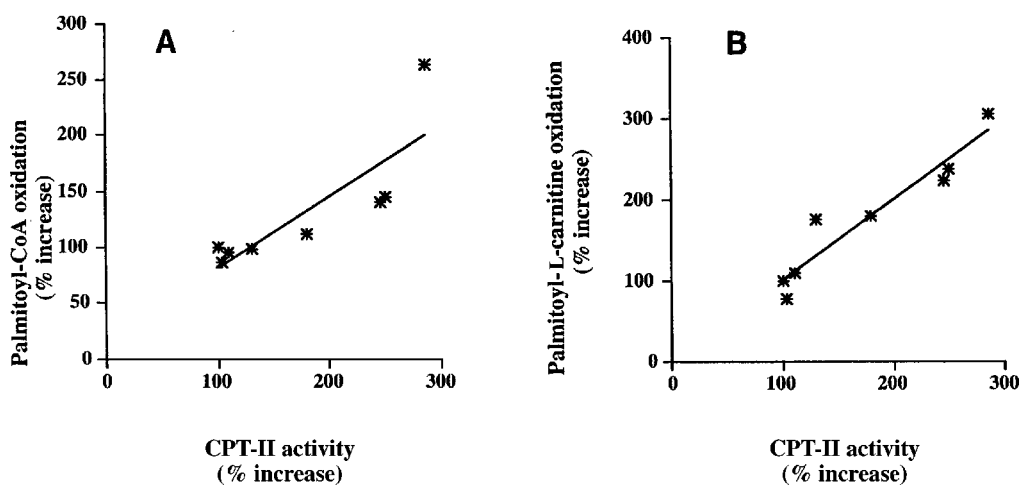 A
Palmitoyl-CoA oxidation
(% increase)
300
250
200
150
100
50
0
0
100
200
300
CPT-II activity
(% increase)
B
Palmitoyl-L-carnitine oxidation
(% increase)
400
300
200
100
0
0
100
200
300
CPT-II activity
(% increase)